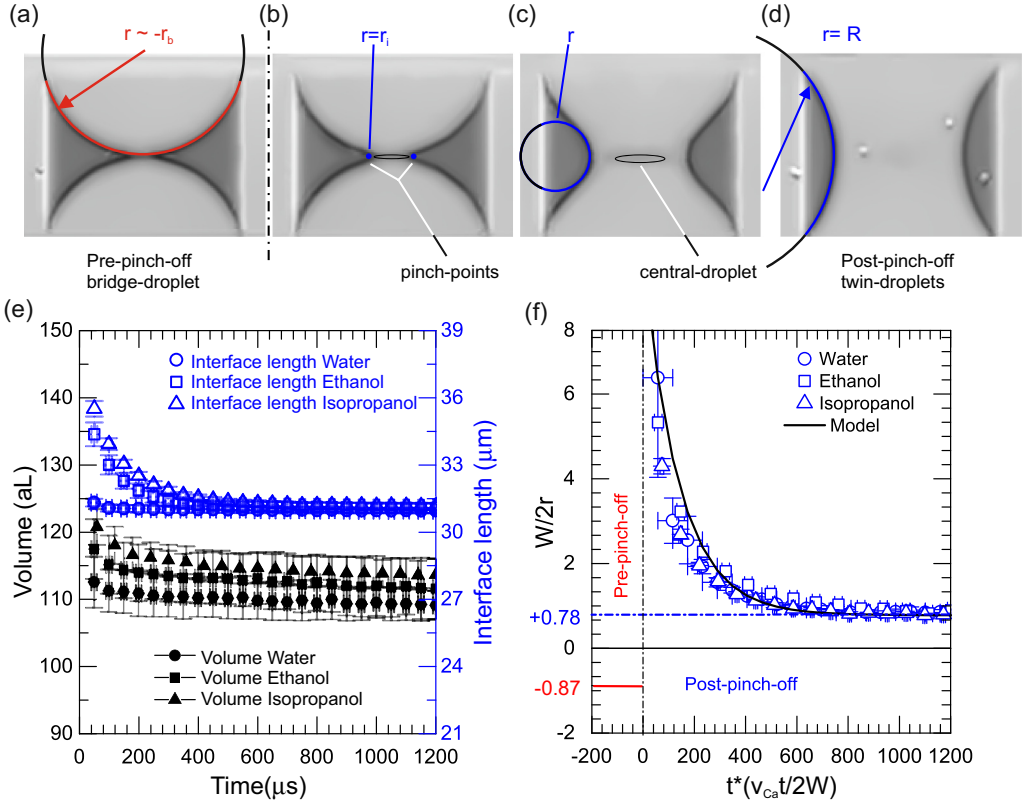 (a)
(b)
(c)
(d)
r ~ -r_b
r=r_i
r
r= R
Pre-pinch-off
bridge-droplet
pinch-points
central-droplet
Post-pinch-off
twin-droplets
(e)
150
140
130
120
110
100
90
Volume (aL)
39
36
33
31
29
27
24
21
Interface length (μm)
Interface length Water
Interface length Ethanol
Interface length Isopropanol
Volume Water
Volume Ethanol
Volume Isopropanol
0 200 400 600 800 1000 1200
Time(μs)
(f)
8
6
4
2
+0.78
0
-0.87
-2
W/2r
Water
Ethanol
Isopropanol
Model
Pre-pinch-off
Post-pinch-off
-200 0 200 400 600 800 1000 1200
t*(v_Ca t/2W)